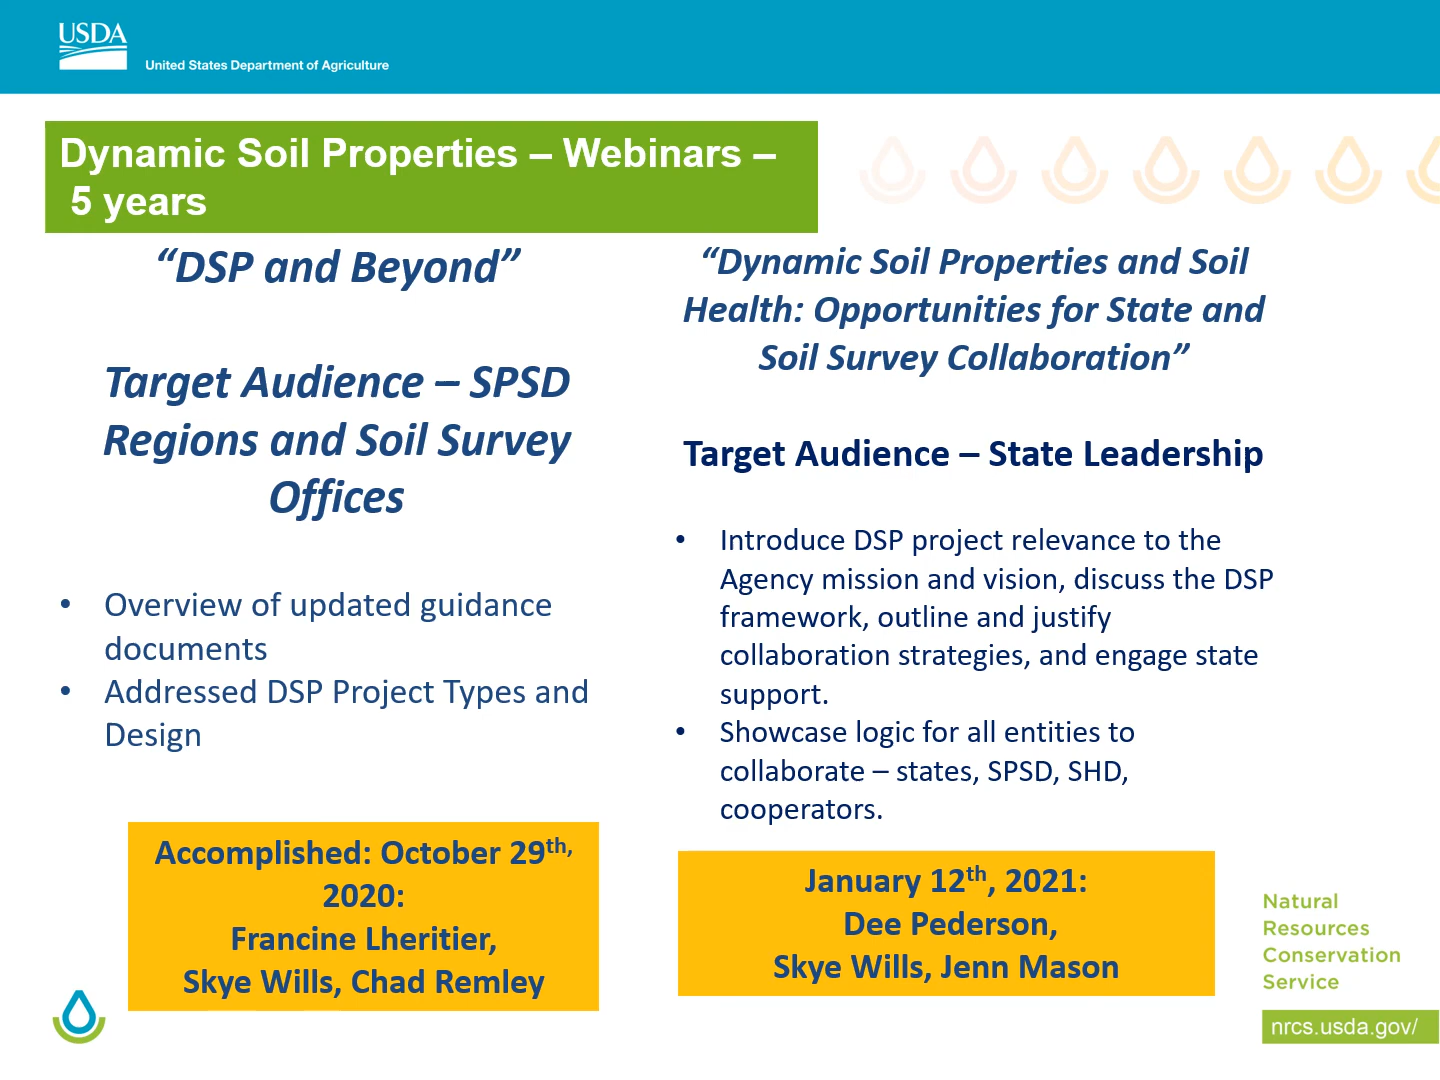 USDA
United States Department of Agriculture
Dynamic Soil Properties – Webinars –
5 years
“DSP and Beyond”
Target Audience – SPSD
Regions and Soil Survey
Offices
• Overview of updated guidance
documents
• Addressed DSP Project Types and
Design
Accomplished: October 29th,
2020:
Francine Lheritier,
Skye Wills, Chad Remley
“Dynamic Soil Properties and Soil
Health: Opportunities for State and
Soil Survey Collaboration”
Target Audience – State Leadership
• Introduce DSP project relevance to the
Agency mission and vision, discuss the DSP
framework, outline and justify
collaboration strategies, and engage state
support.
• Showcase logic for all entities to
collaborate – states, SPSD, SHD,
cooperators.
January 12th, 2021:
Dee Pederson,
Skye Wills, Jenn Mason
Natural
Resources
Conservation
Service
nrcs.usda.gov/